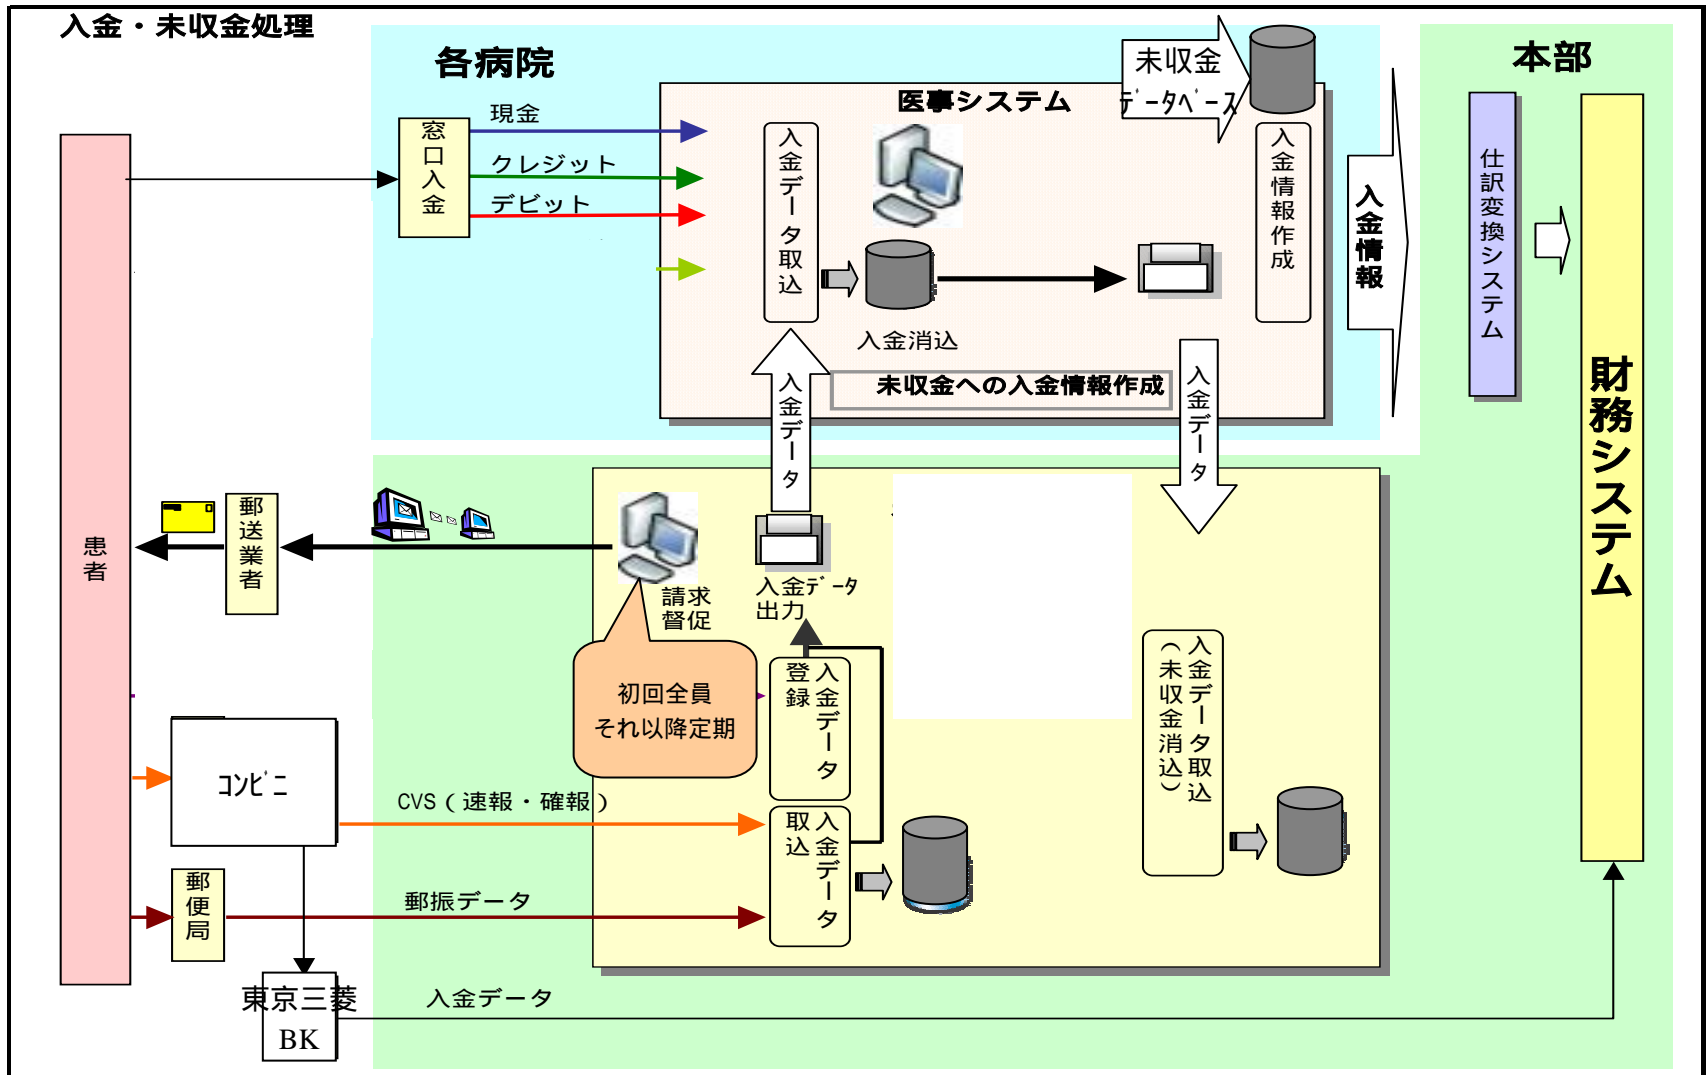 入金・未収金処理
各病院
本部
未収金
ﾃﾞｰﾀﾍﾞｰｽ
医事システム
現金
クレジット
デビット
窓口入金
入金データ取込
入金情報作成
入金情報
仕訳変換システム
財務システム
入金消込
未収金への入金情報作成
入金データ
入金データ
患者
郵送業者
請求
督促
入金ﾃﾞｰﾀ
出力
初回全員
それ以降定期
入金データ
登録
入金データ取込
(未収金消込)
ｺﾝﾋﾞﾆ
CVS(速報・確報)
入金データ
取込
郵便局
郵振データ
東京三菱
BK
入金データ